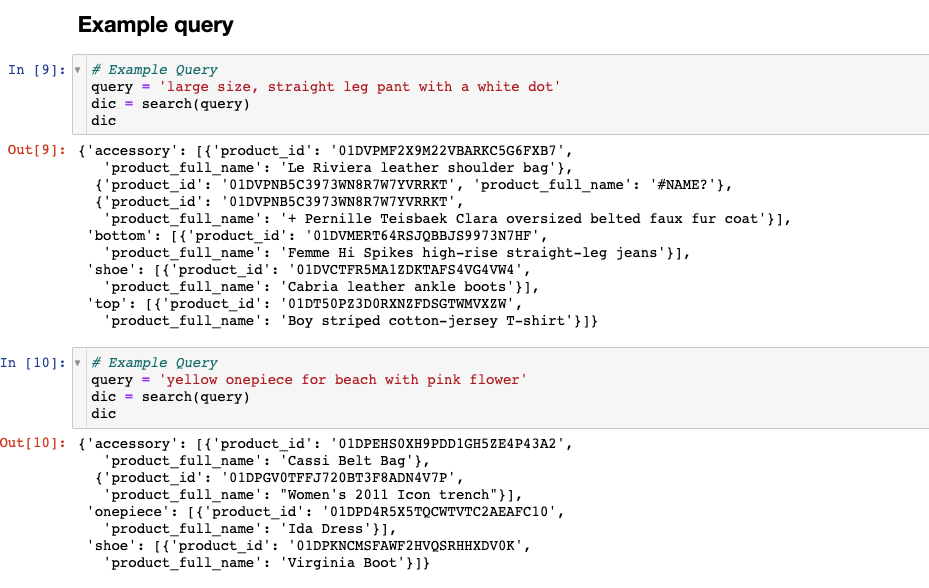 Example query
In [9]:
# Example Query
query = 'large size, straight leg pant with a white dot'
dic = search(query)
dic
Out[9]:
{'accessory': [{'product_id': '01DVPMF2X9M22VBARKC5G6FXB7',
'product_full_name': 'Le Riviera leather shoulder bag'},
{'product_id': '01DVPNB5C3973WN8R7W7YVRRKT', 'product_full_name': '#NAME?'},
{'product_id': '01DVPNB5C3973WN8R7W7YVRRKT',
'product_full_name': '+ Pernille Teisbaek Clara oversized belted faux fur coat'}],
'bottom': [{'product_id': '01DVMERT64RSJQBBJS9973N7HF',
'product_full_name': 'Femme Hi Spikes high-rise straight-leg jeans'}],
'shoe': [{'product_id': '01DVCTFR5MA1ZDKTAFS4VG4VW4',
'product_full_name': 'Cabria leather ankle boots'}],
'top': [{'product_id': '01DT50PZ3D0RXNZFDSGTWMVXZW',
'product_full_name': 'Boy striped cotton-jersey T-shirt'}]}
In [10]:
# Example Query
query = 'yellow onepiece for beach with pink flower'
dic = search(query)
dic
Out[10]:
{'accessory': [{'product_id': '01DPEHS0XH9PDD1GH5ZE4P43A2',
'product_full_name': 'Cassi Belt Bag'},
{'product_id': '01DPGV0TFFJ720BT3F8ADN4V7P',
'product_full_name': "Women's 2011 Icon trench"}],
'onepiece': [{'product_id': '01DPD4R5X5TQCWTVTC2AEAFC10',
'product_full_name': 'Ida Dress'}],
'shoe': [{'product_id': '01DPKNCMSFAWF2HVQSRHHXDV0K',
'product_full_name': 'Virginia Boot'}]}